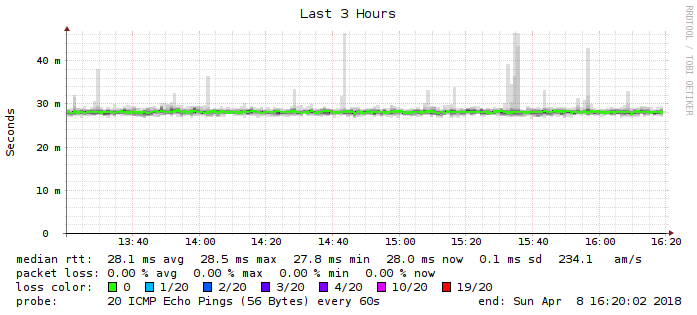 Last 3 Hours
RRDTOOL / TOBI OETIKER
Seconds
40 m
30 m
20 m
10 m
0
13:40 14:00 14:20 14:40 15:00 15:20 15:40 16:00 16:20
median rtt: 28.1 ms avg 28.5 ms max 27.8 ms min 28.0 ms now 0.1 ms sd 234.1 am/s
packet loss: 0.00 % avg 0.00 % max 0.00 % min 0.00 % now
loss color: 0 1/20 2/20 3/20 4/20 10/20 19/20
probe: 20 ICMP Echo Pings (56 Bytes) every 60s end: Sun Apr 8 16:20:02 2018